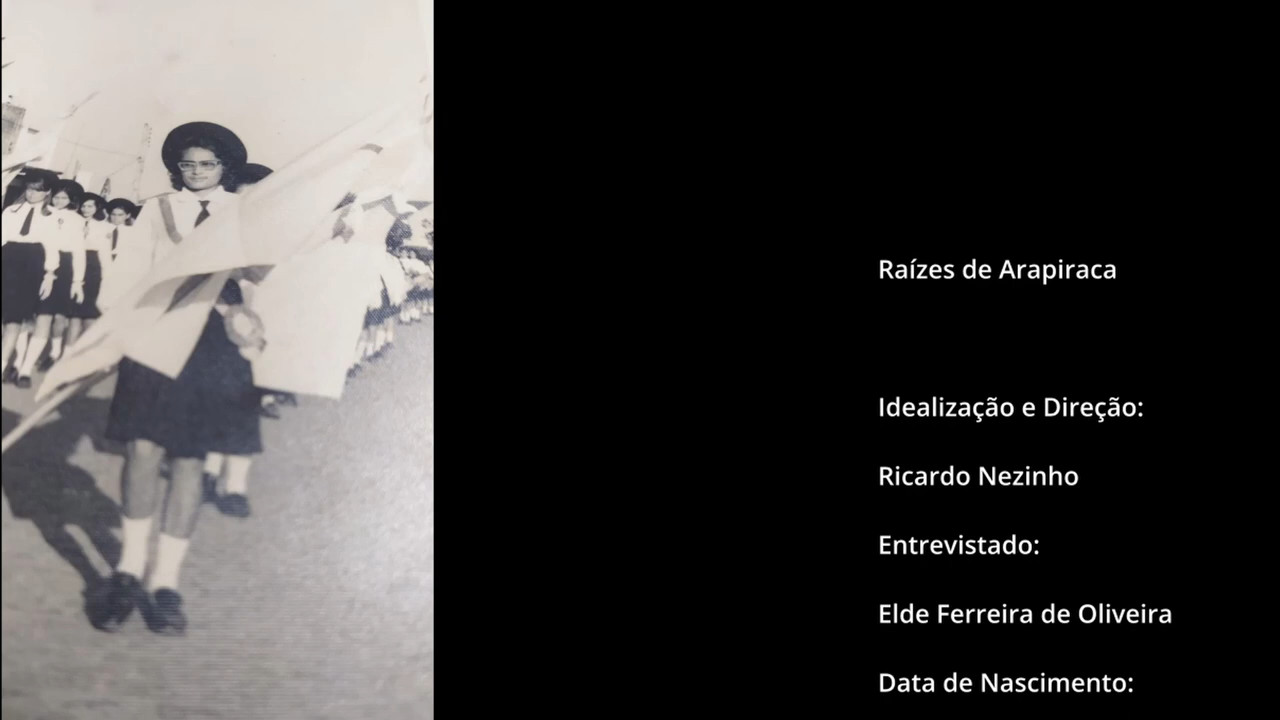 Raízes de Arapiraca
Idealização e Direção:
Ricardo Nezinho
Entrevistado:
Elde Ferreira de Oliveira
Data de Nascimento: